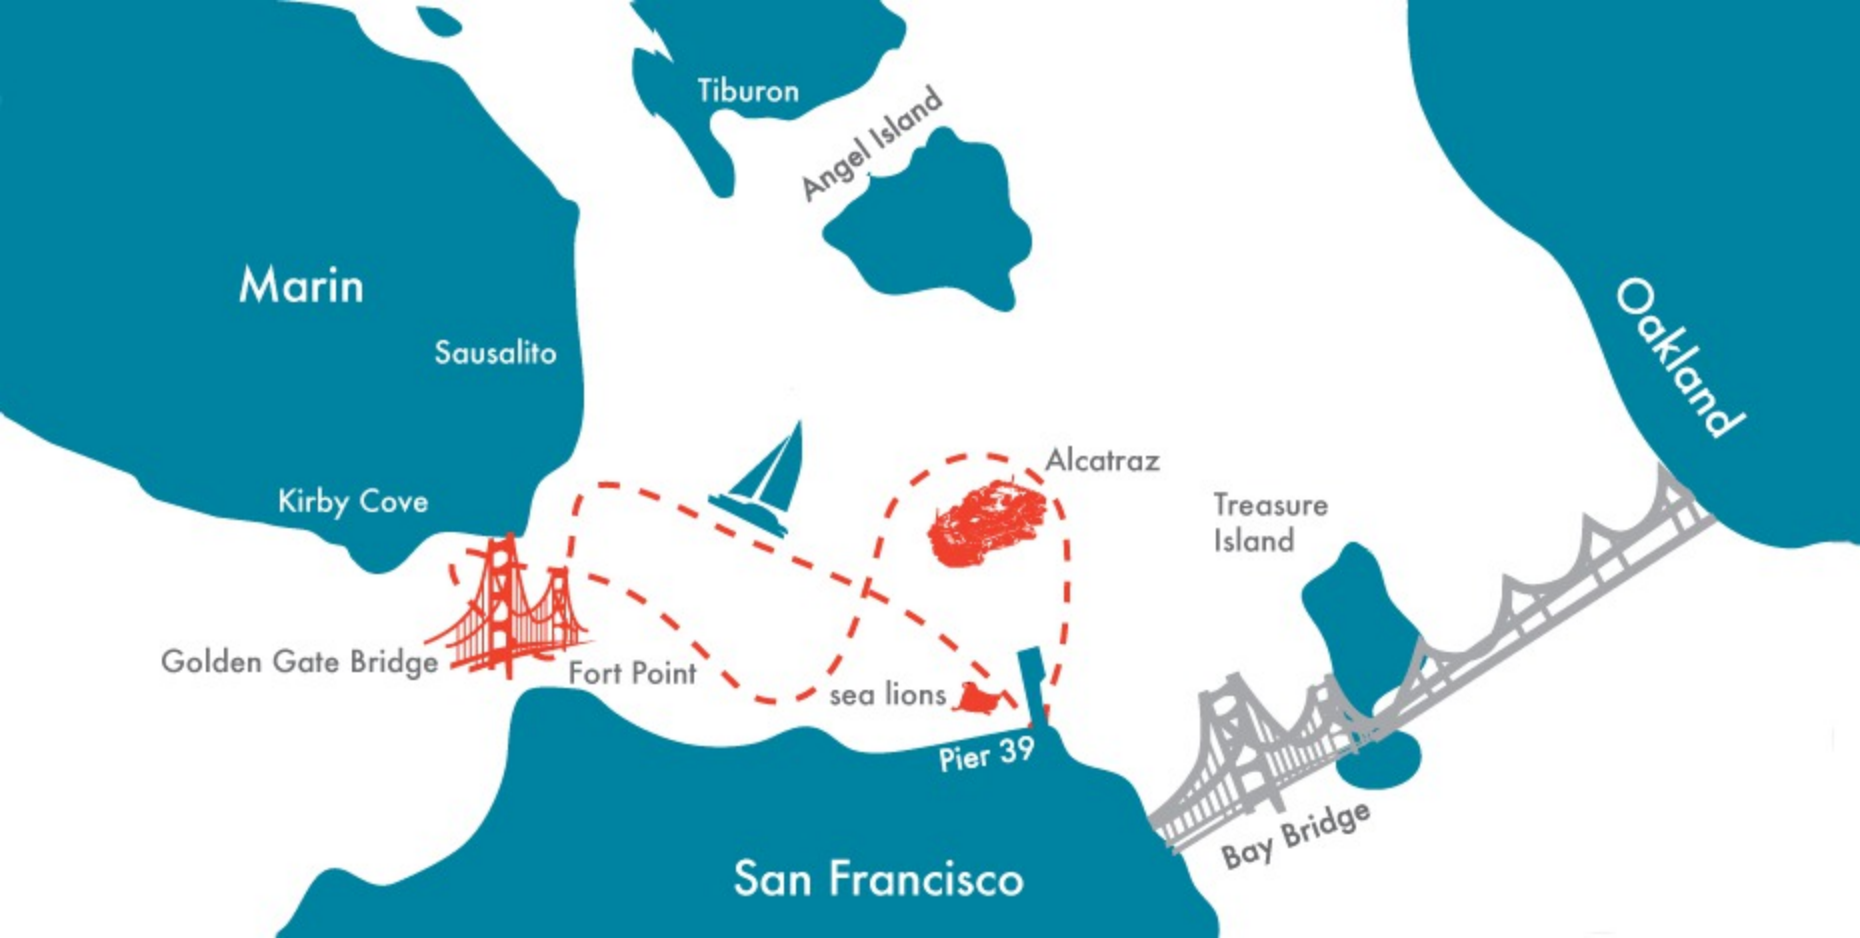 Tiburon
Angel Island
Marin
Sausalito
Oakland
Alcatraz
Kirby Cove
Treasure
Island
Golden Gate Bridge
Fort Point
sea lions
Pier 39
Bay Bridge
San Francisco